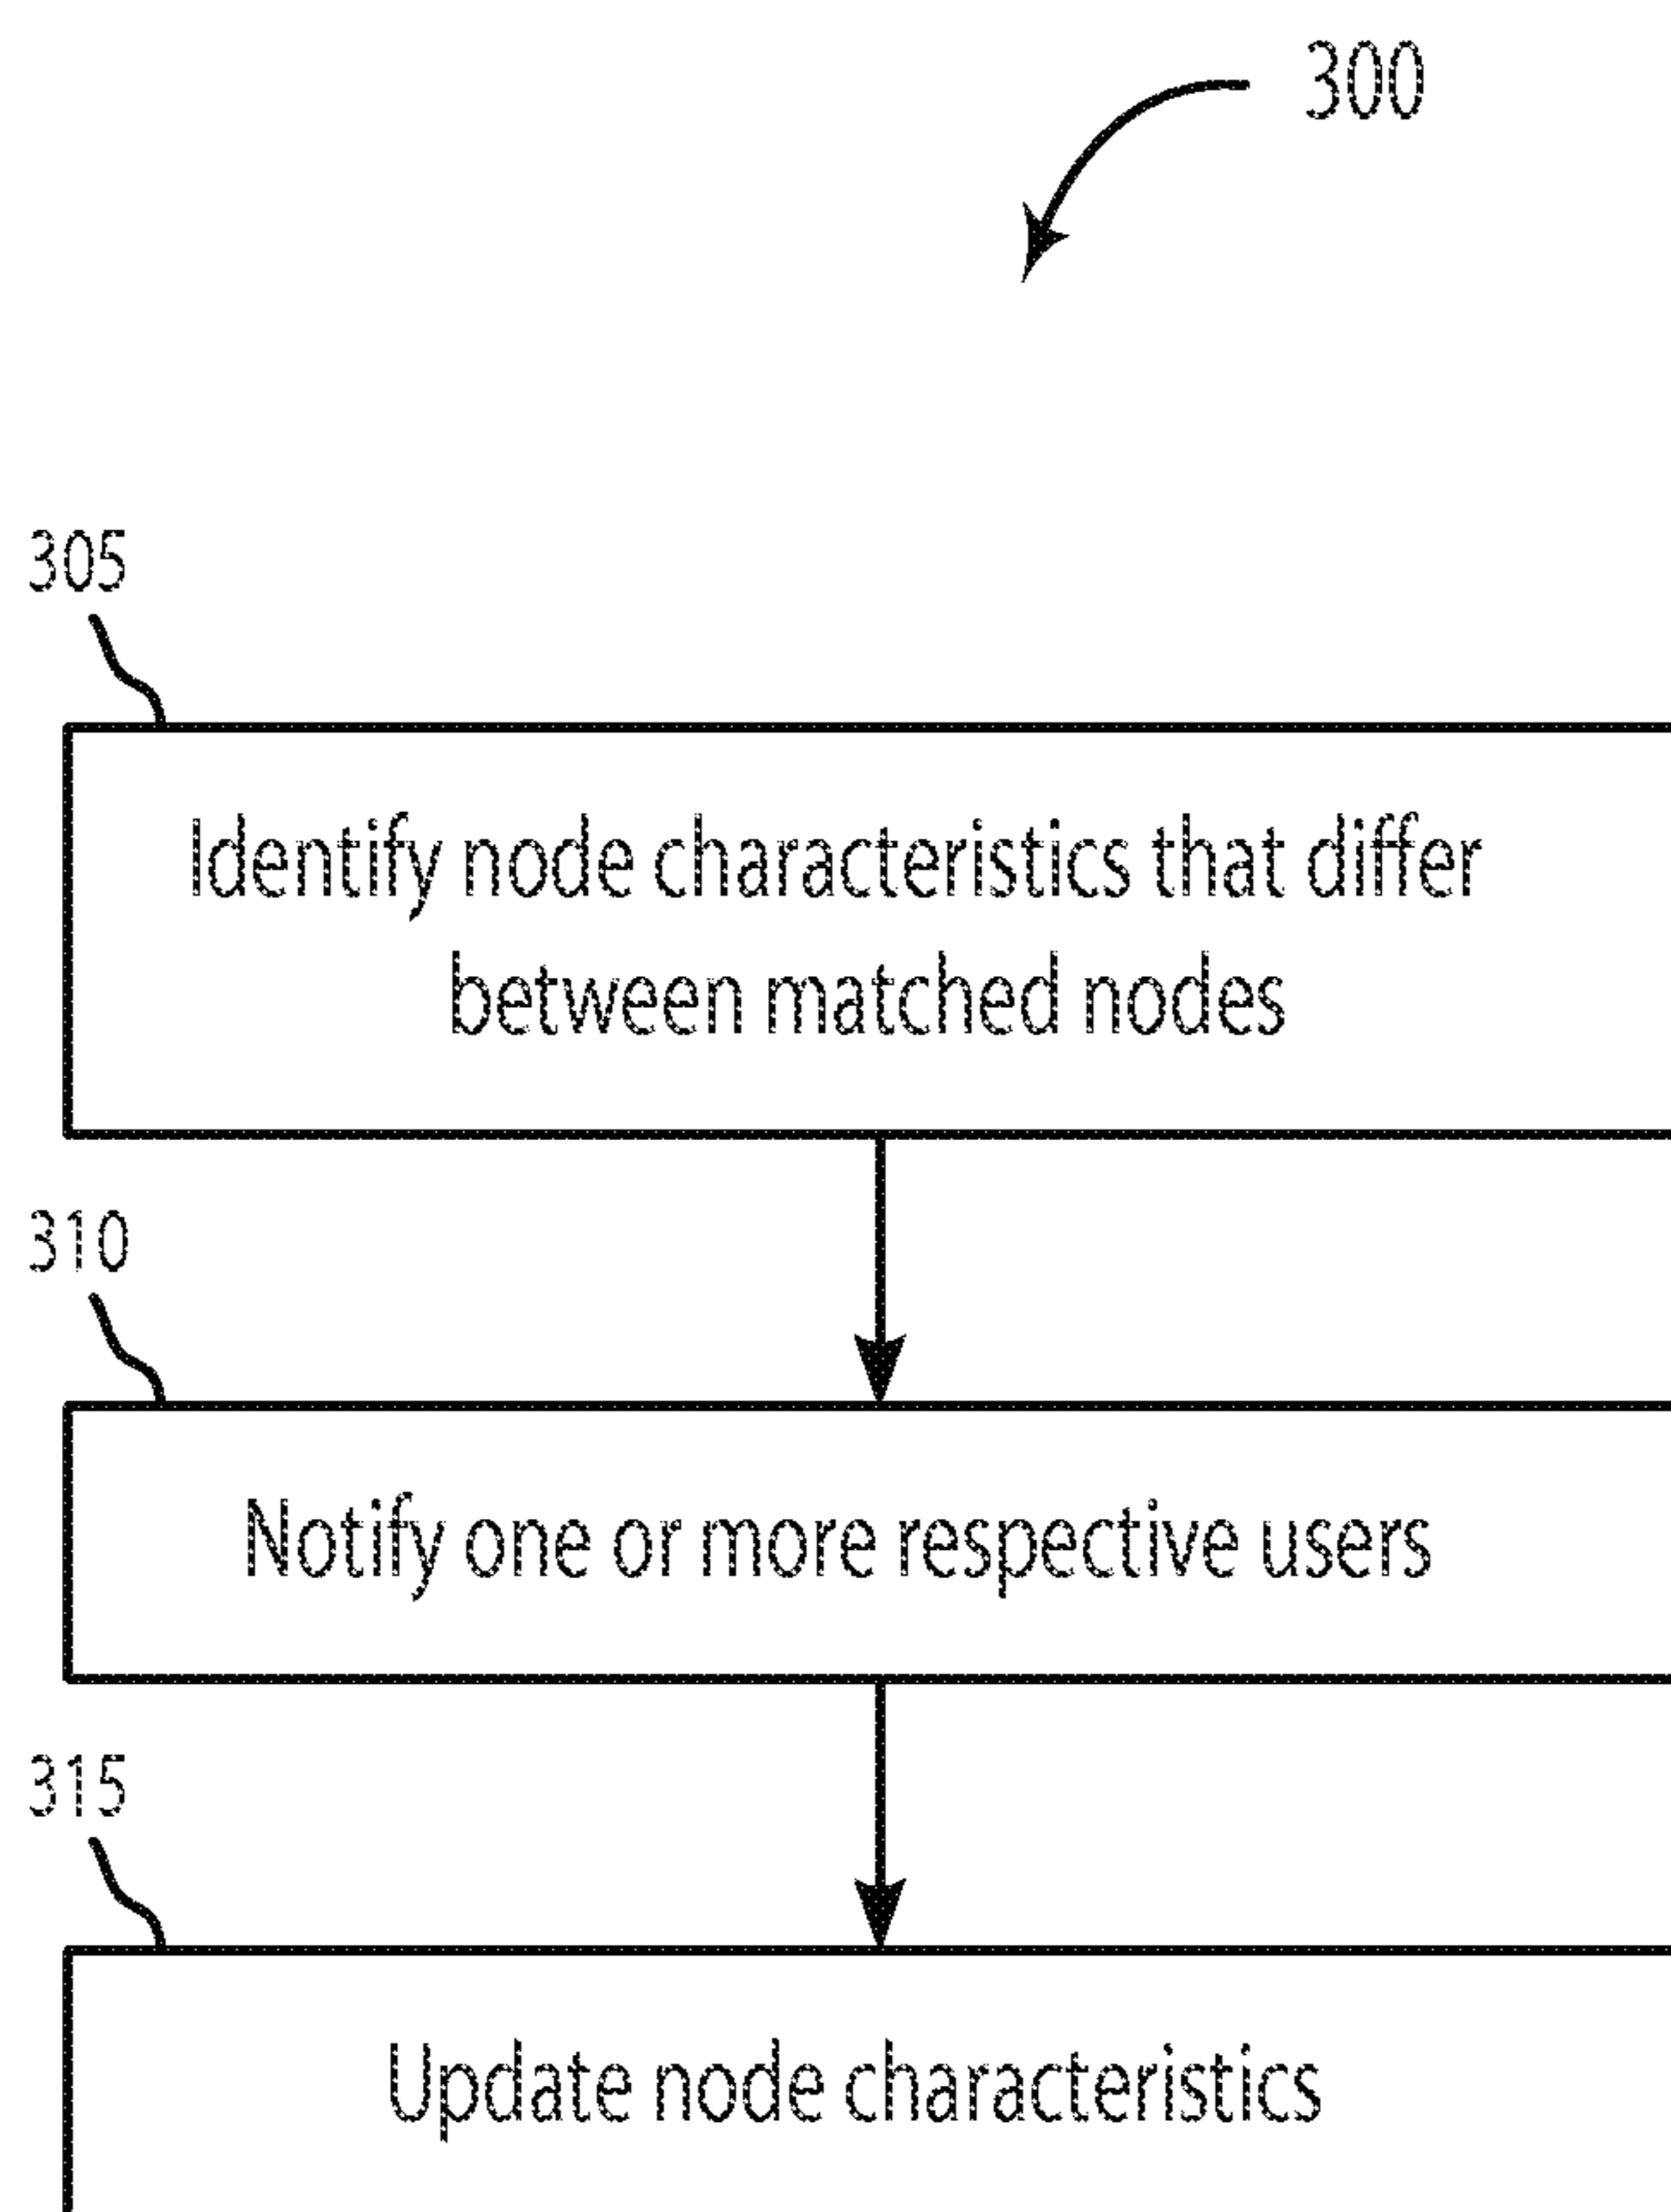 300
305
Identify node characteristics that differ
between matched nodes
310
Notify one or more respective users
315
Update node characteristics